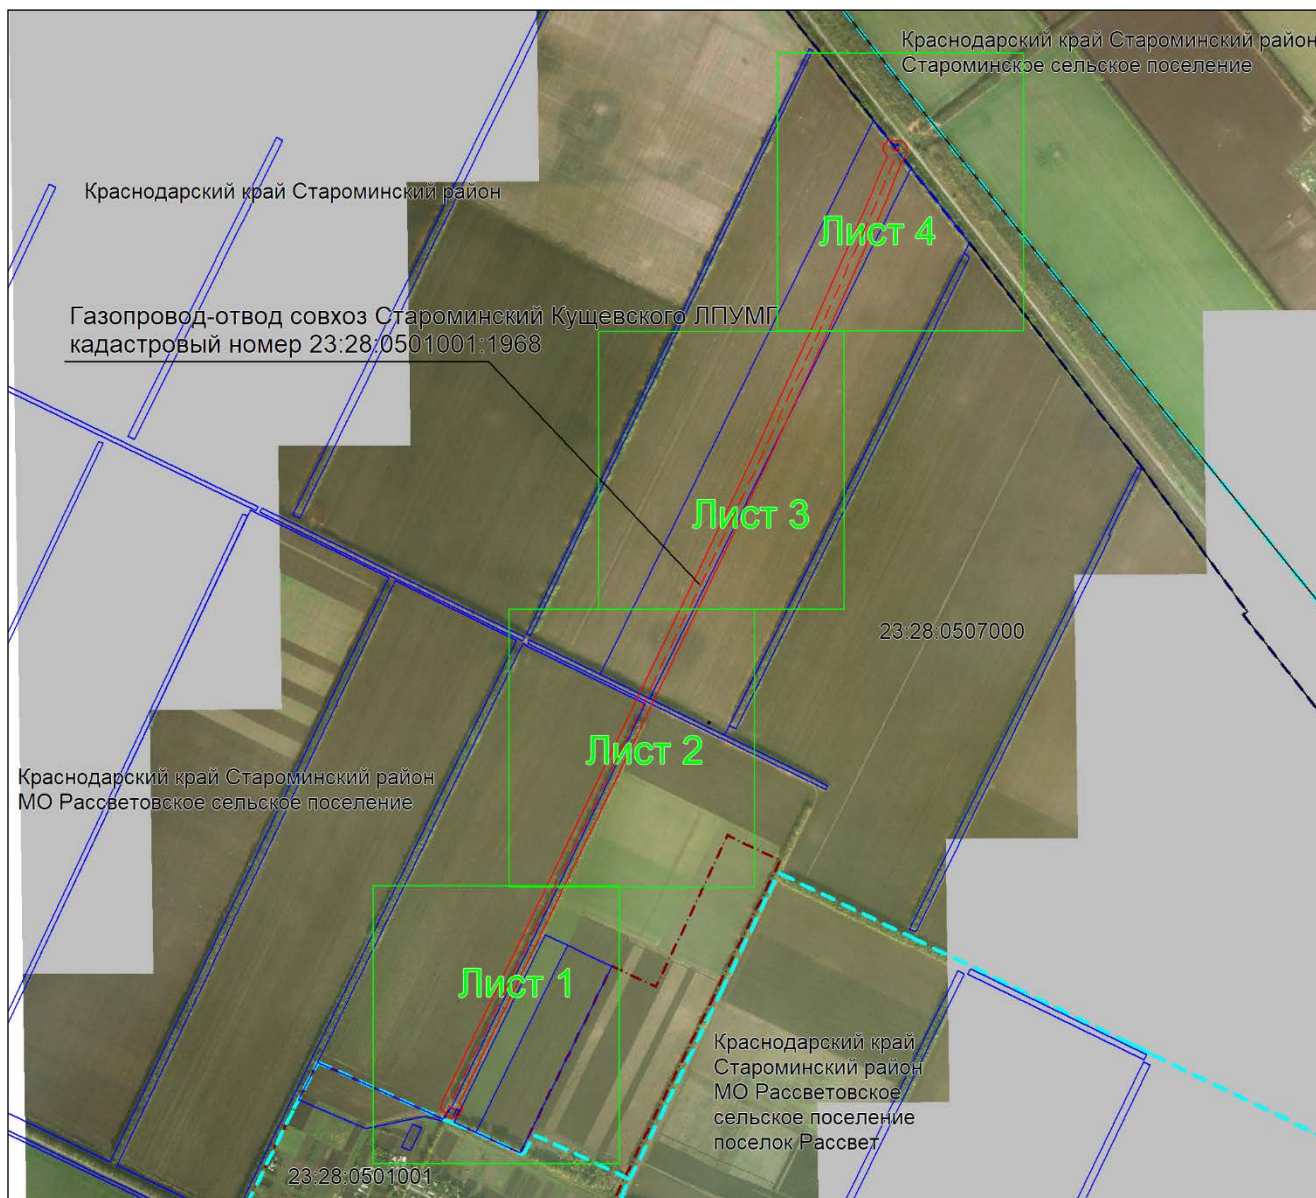 Краснодарский край Староминский район
Староминское сельское поселение
Краснодарский край Староминский район
Лист 4
Газопровод-отвод совхоз Староминский Кущевского ЛПУМГ
кадастровый номер 23:28:0501001:1968
Лист 3
23:28:0507000
Лист 2
Краснодарский край Староминский район
МО Рассветовское сельское поселение
Лист 1
Краснодарский край
Староминский район
МО Рассветовское
сельское поселение
поселок Рассвет
23:28:0501001